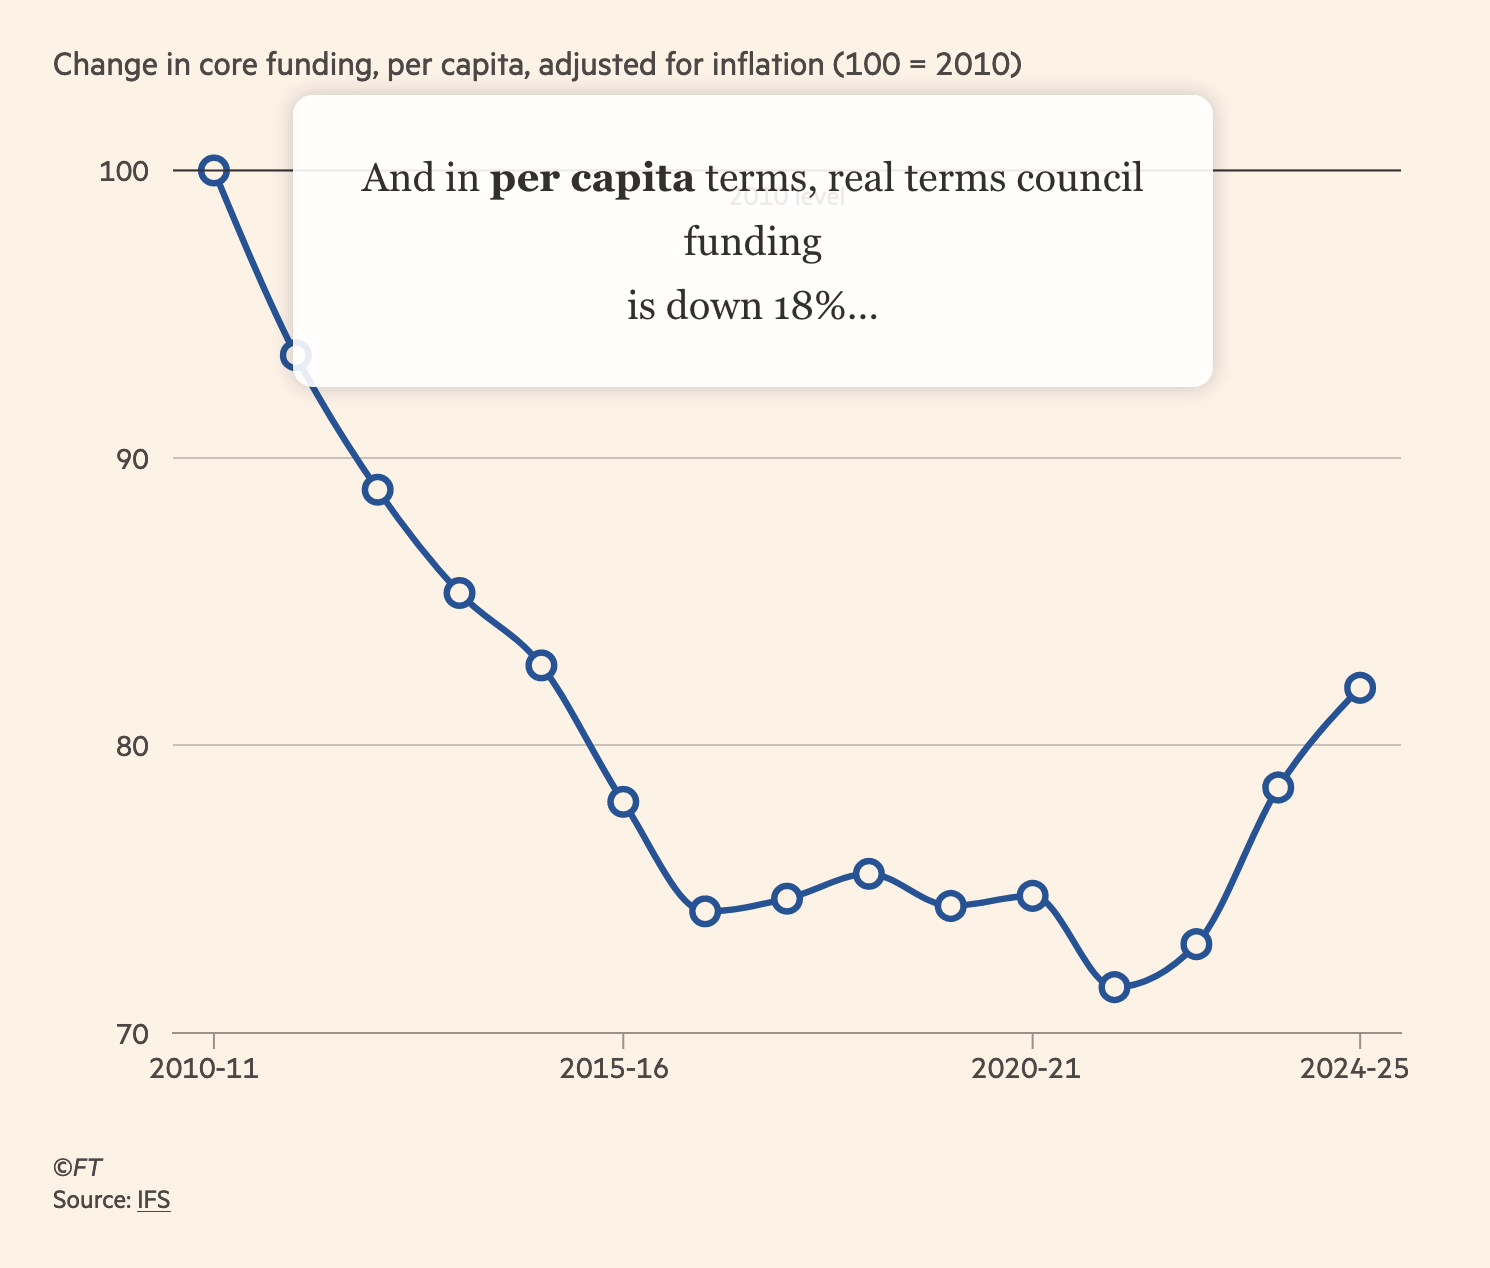 Change in core funding, per capita, adjusted for inflation (100 = 2010)
And in per capita terms, real terms council
funding
is down 18%...
2010 level
100
90
80
70
2010-11
2015-16
2020-21
2024-25
©FT
Source: IFS